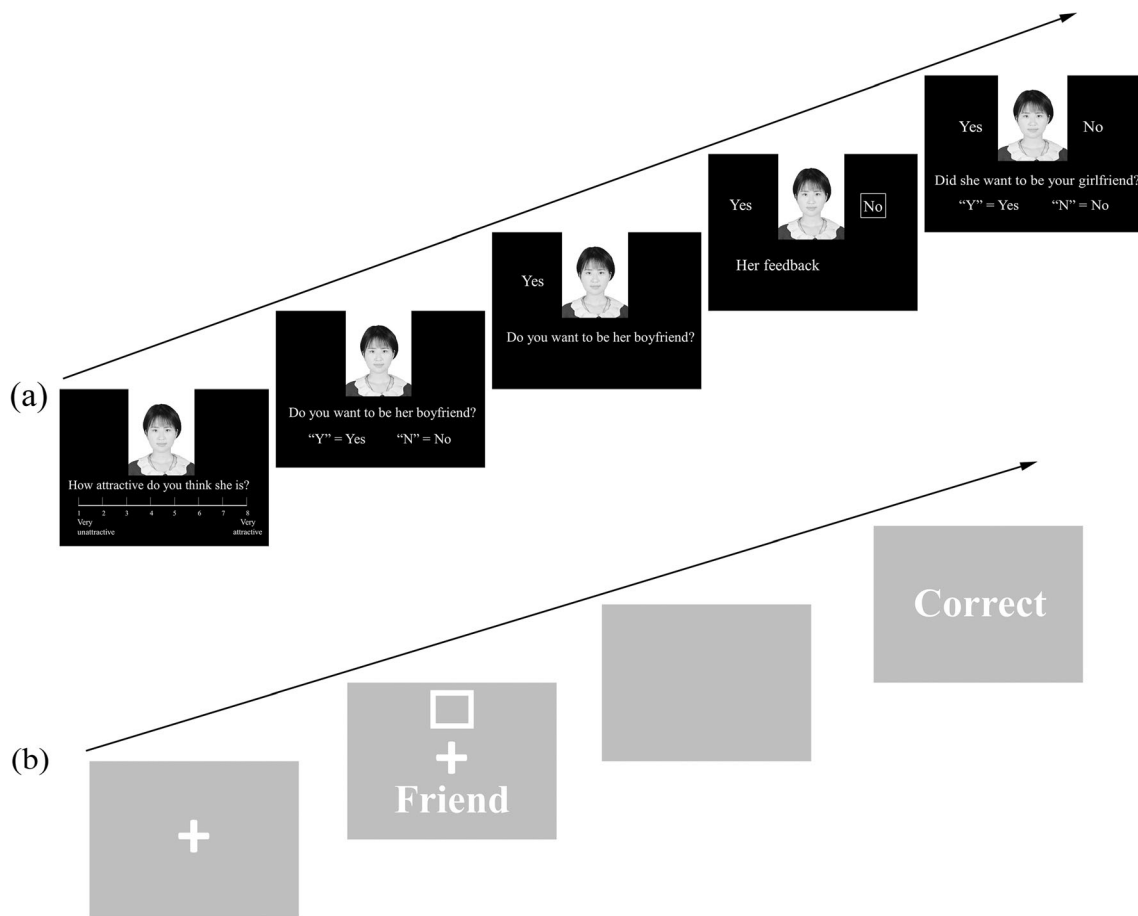 (a)
How attractive do you think she is?
1 2 3 4 5 6 7 8
Very unattractive
Very attractive
Do you want to be her boyfriend?
“Y” = Yes “N” = No
Yes
Do you want to be her boyfriend?
Yes No
Her feedback
Yes No
Did she want to be your girlfriend?
“Y” = Yes “N” = No
(b)
Friend
Correct